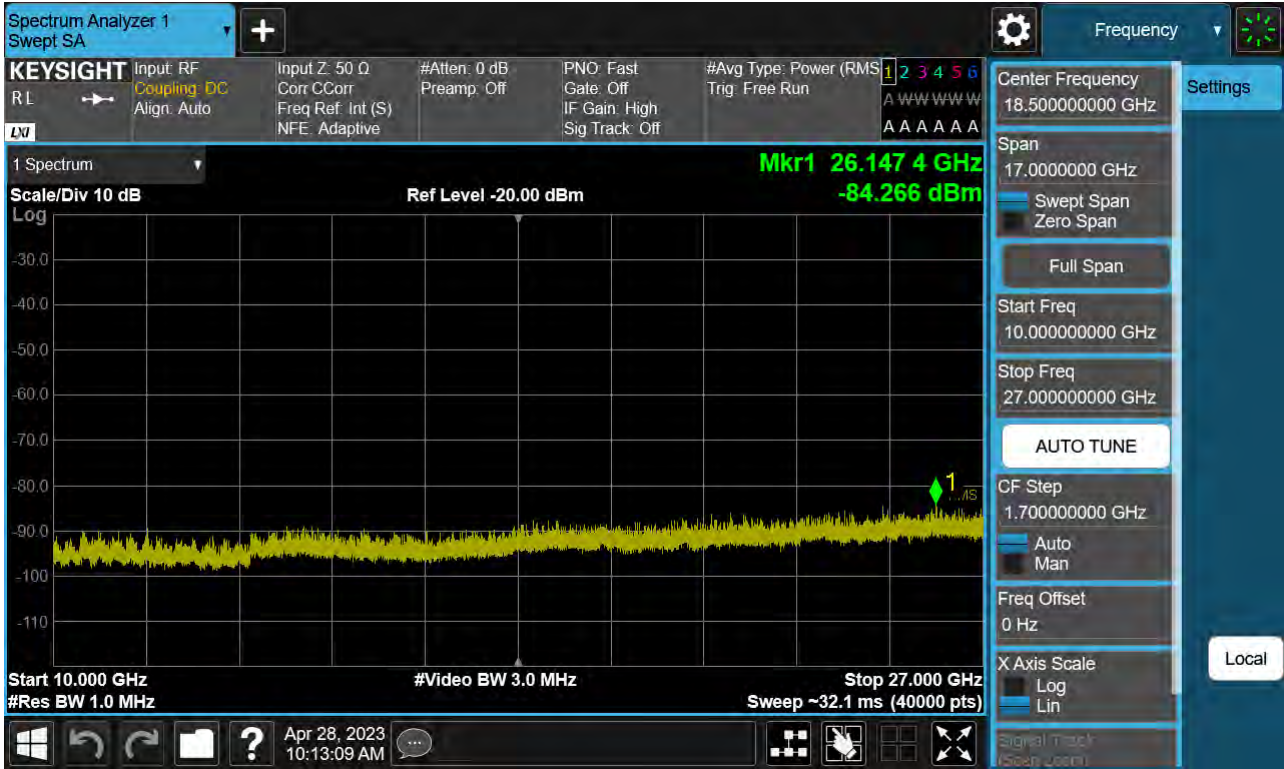 Spectrum Analyzer 1
Swept SA
Frequency
KEYSIGHT
R L
LXI
Input: RF
Coupling: DC
Align: Auto
Input Z: 50 Ω
Corr CCorr
Freq Ref: Int (S)
NFE: Adaptive
#Atten: 0 dB
Preamp: Off
PNO: Fast
Gate: Off
IF Gain: High
Sig Track: Off
#Avg Type: Power (RMS
Trig: Free Run
1 2 3 4 5 6
A W W W W W
A A A A A A
1 Spectrum
Scale/Div 10 dB
Log
Ref Level -20.00 dBm
Mkr1 26.147 4 GHz
-84.266 dBm
-30.0
-40.0
-50.0
-60.0
-70.0
-80.0
-90.0
-100
-110
1
Start 10.000 GHz
#Res BW 1.0 MHz
#Video BW 3.0 MHz
Stop 27.000 GHz
Sweep ~32.1 ms (40000 pts)
Center Frequency
18.500000000 GHz
Span
17.0000000 GHz
Swept Span
Zero Span
Full Span
Start Freq
10.000000000 GHz
Stop Freq
27.000000000 GHz
AUTO TUNE
CF Step
1.700000000 GHz
Auto
Man
Freq Offset
0 Hz
X Axis Scale
Log
Lin
Signal Track
(Span Zoom)
Settings
Local
?
Apr 28, 2023
10:13:09 AM